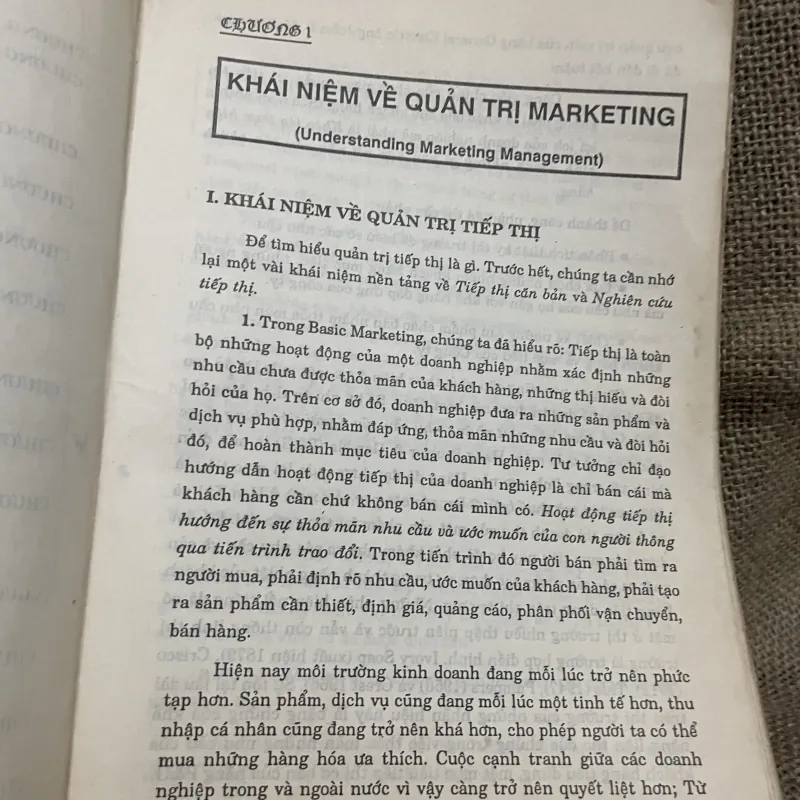 CHƯƠNG 1
KHÁI NIỆM VỀ QUẢN TRỊ MARKETING
(Understanding Marketing Management)
I. KHÁI NIỆM VỀ QUẢN TRỊ TIẾP THỊ
Để tìm hiểu quản trị tiếp thị là gì. Trước hết, chúng ta cần nhớ
lại một vài khái niệm nền tảng về Tiếp thị căn bản và Nghiên cứu
tiếp thị.
1. Trong Basic Marketing, chúng ta đã hiểu rõ: Tiếp thị là toàn
bộ những hoạt động của một doanh nghiệp nhằm xác định những
nhu cầu chưa được thỏa mãn của khách hàng, những thị hiếu và đòi
hỏi của họ. Trên cơ sở đó, doanh nghiệp đưa ra những sản phẩm và
dịch vụ phù hợp, nhằm đáp ứng, thỏa mãn những nhu cầu và đòi hỏi
đó, để hoàn thành mục tiêu của doanh nghiệp. Tư tưởng chỉ đạo
hướng dẫn hoạt động tiếp thị của doanh nghiệp là chỉ bán cái mà
khách hàng cần chứ không bán cái mình có. Hoạt động tiếp thị
hướng đến sự thỏa mãn nhu cầu và ước muốn của con người thông
qua tiến trình trao đổi. Trong tiến trình đó người bán phải tìm ra
người mua, phải định rõ nhu cầu, ước muốn của khách hàng, phải tạo
ra sản phẩm cần thiết, định giá, quảng cáo, phân phối vận chuyển,
bán hàng.
Hiện nay môi trường kinh doanh đang mỗi lúc trở nên phức
tạp hơn. Sản phẩm, dịch vụ cũng đang mỗi lúc một tinh tế hơn, thu
nhập cá nhân cũng đang trở nên khá hơn, cho phép người ta có thể
mua những hàng hóa ưa thích. Cuộc cạnh tranh giữa các doanh
nghiệp trong và ngoài nước vì vậy càng trở nên quyết liệt hơn; Từ